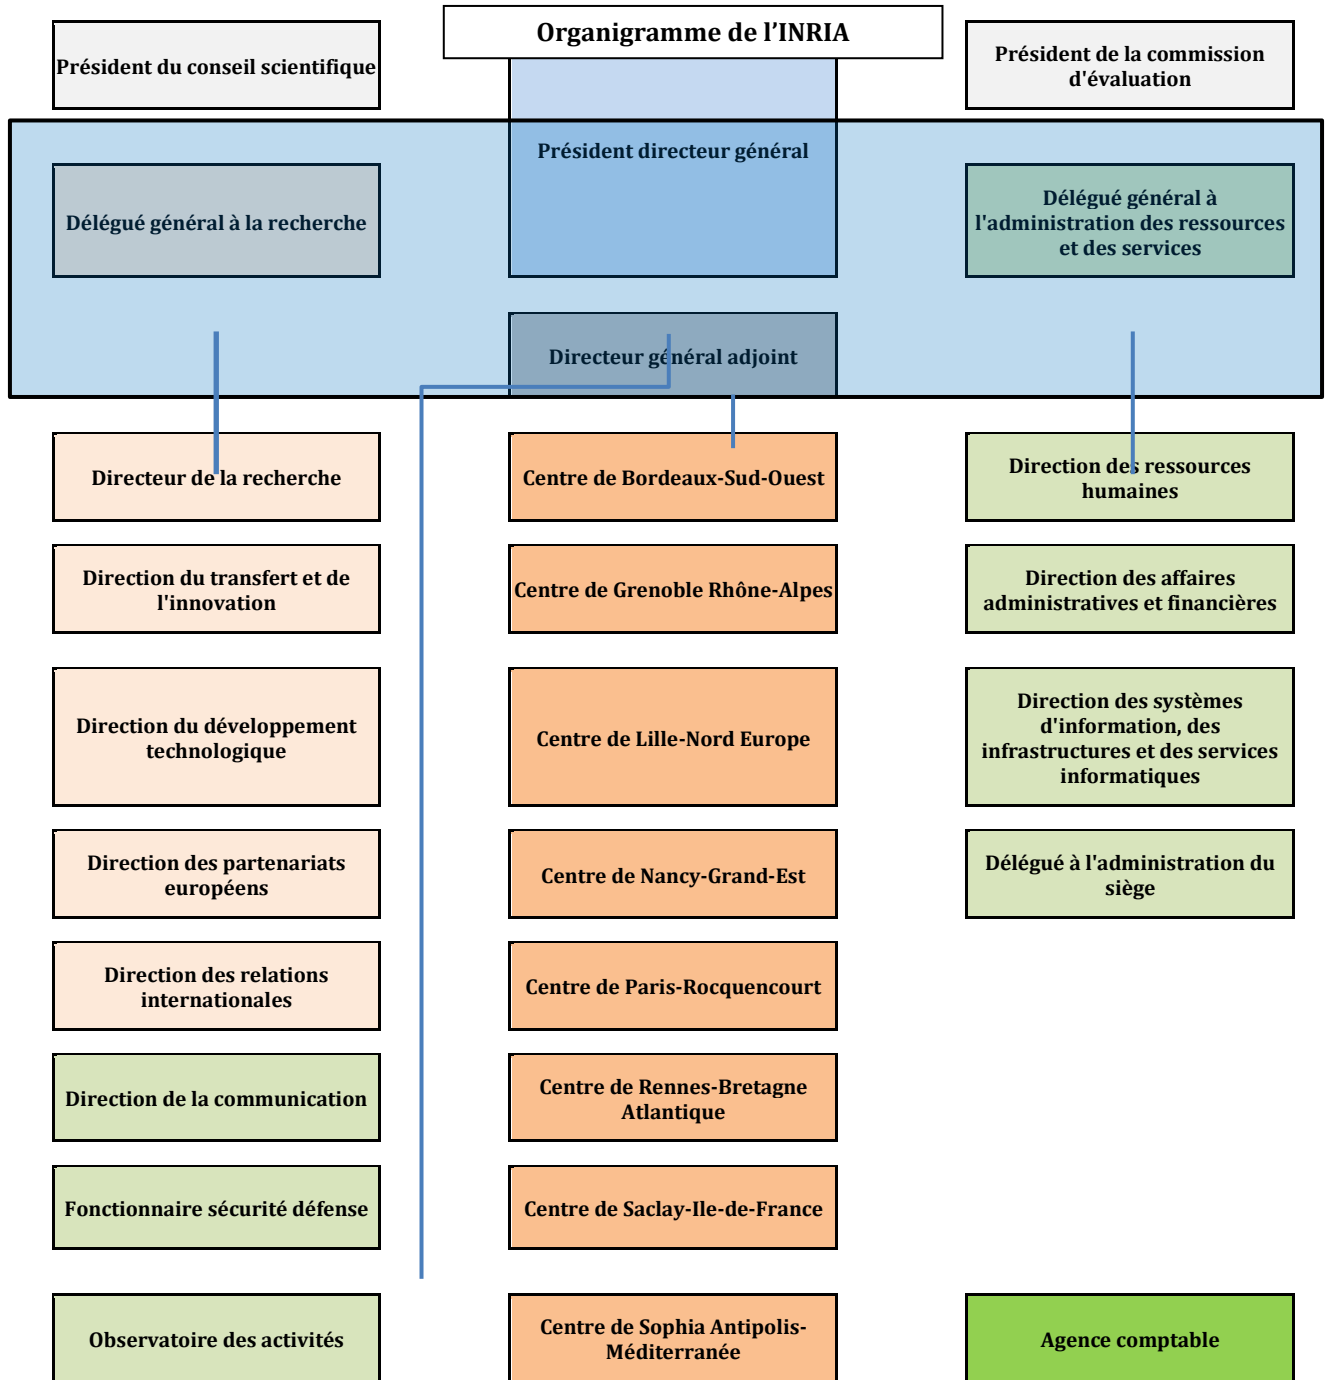 Organigramme de l'INRIA
Président du conseil scientifique
Président de la commission
d'évaluation
Président directeur général
Délégué général à la recherche
Délégué général à
l'administration des ressources
et des services
Directeur général adjoint
Directeur de la recherche
Centre de Bordeaux-Sud-Ouest
Direction des ressources
humaines
Direction du transfert et de
l'innovation
Centre de Grenoble Rhône-Alpes
Direction des affaires
administratives et financières
Direction du développement
technologique
Centre de Lille-Nord Europe
Direction des systèmes
d'information, des
infrastructures et des services
informatiques
Direction des partenariats
européens
Centre de Nancy-Grand-Est
Délégué à l'administration du
siège
Direction des relations
internationales
Centre de Paris-Rocquencourt
Direction de la communication
Centre de Rennes-Bretagne
Atlantique
Fonctionnaire sécurité défense
Centre de Saclay-Ile-de-France
Observatoire des activités
Centre de Sophia Antipolis-
Méditerranée
Agence comptable